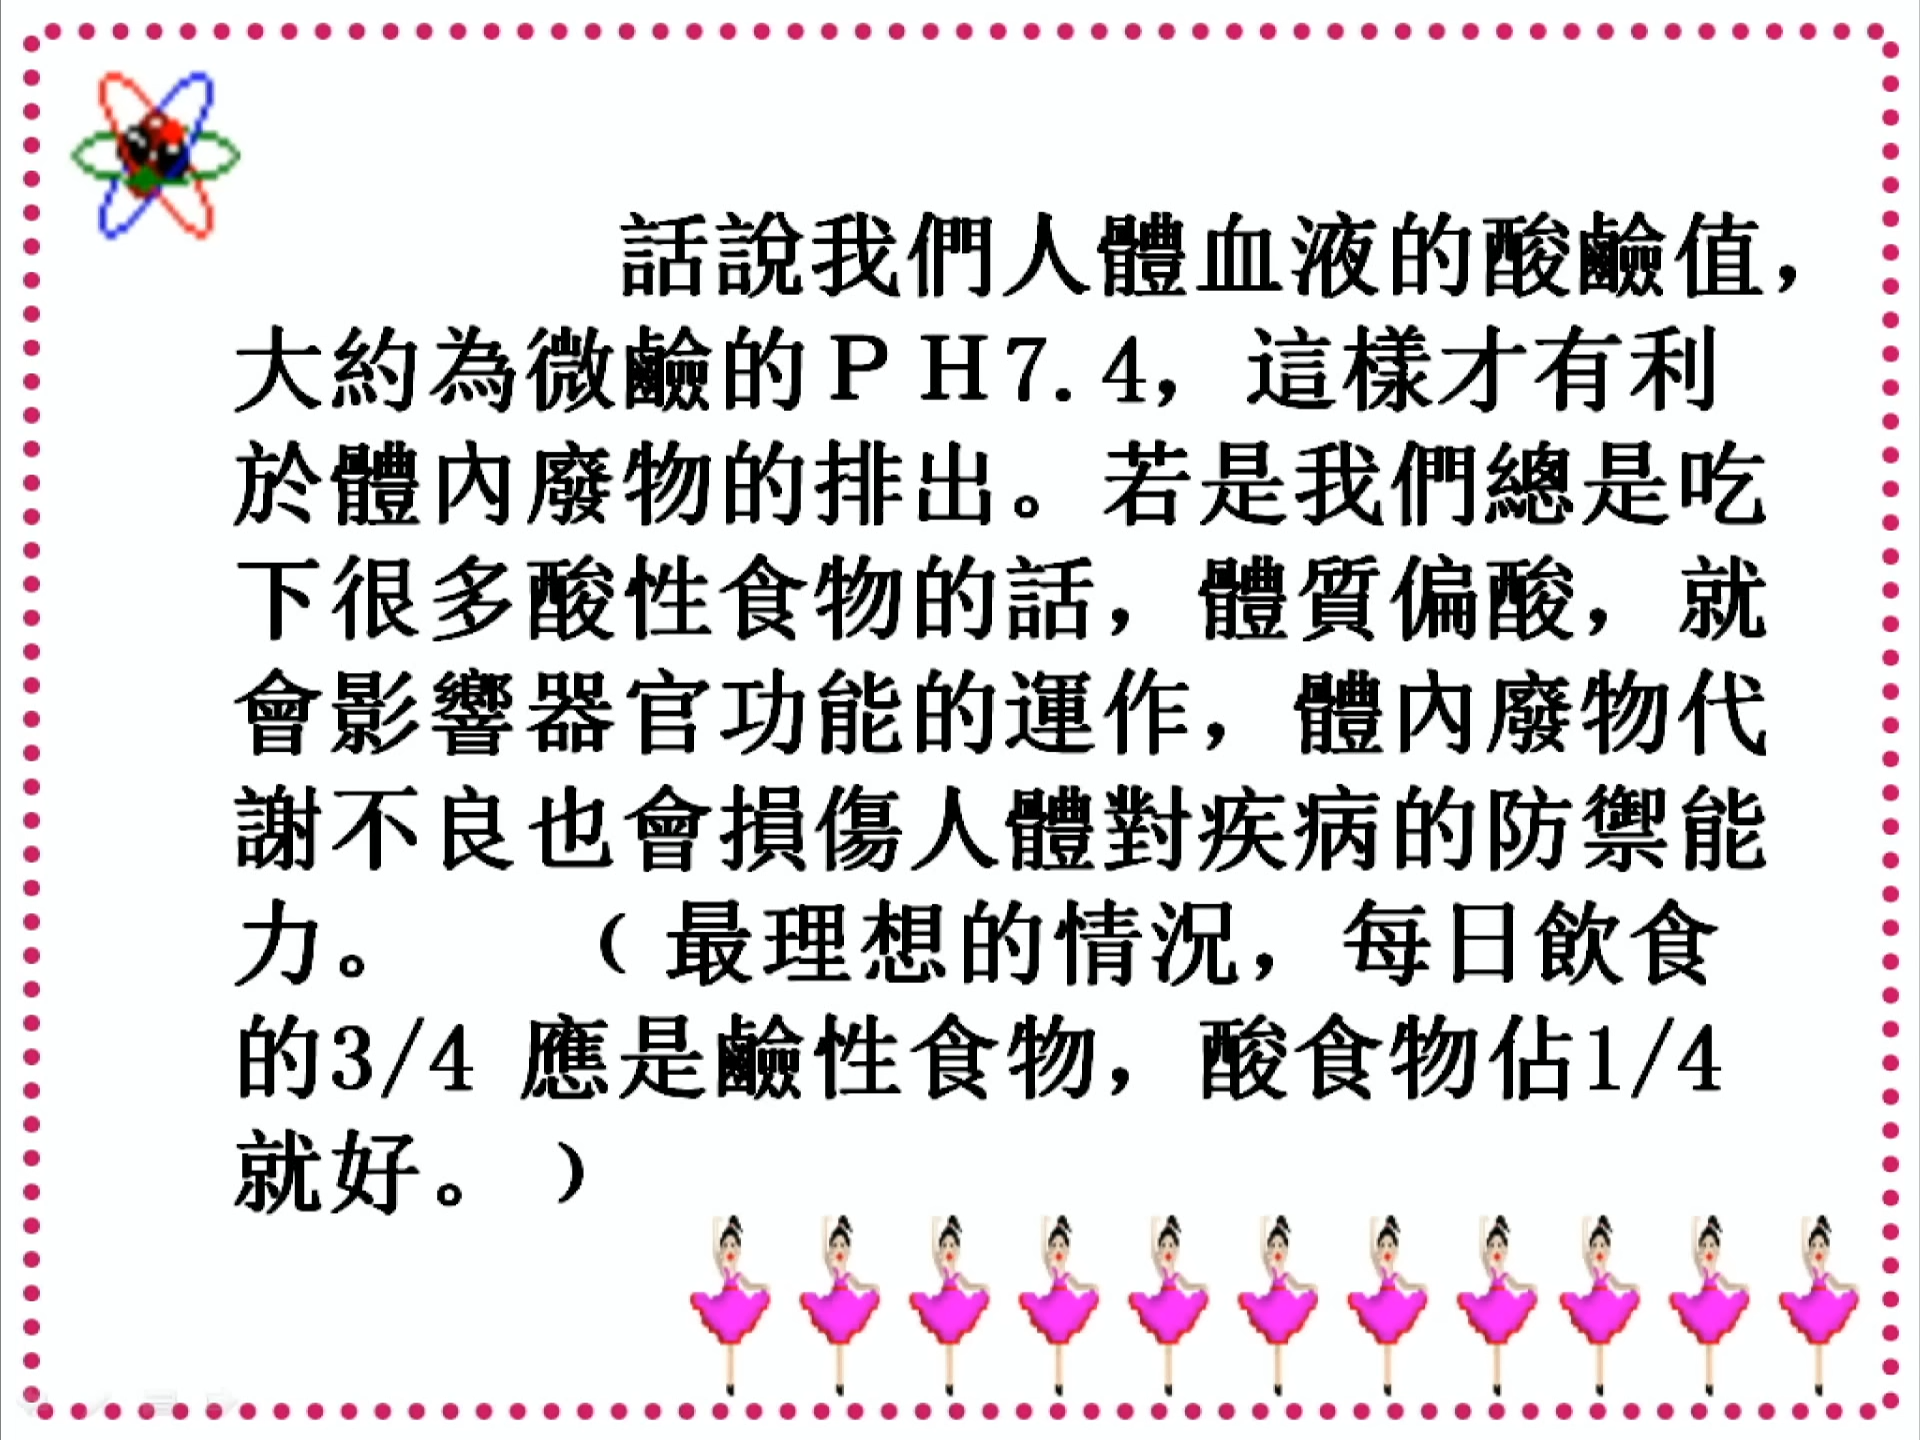 話說我們人體血液的酸鹼值，
大約為微鹼的ＰＨ7.4，這樣才有利
於體內廢物的排出。若是我們總是吃
下很多酸性食物的話，體質偏酸，就
會影響器官功能的運作，體內廢物代
謝不良也會損傷人體對疾病的防禦能
力。　（最理想的情況，每日飲食
的3/4 應是鹼性食物，酸食物佔1/4
就好。）